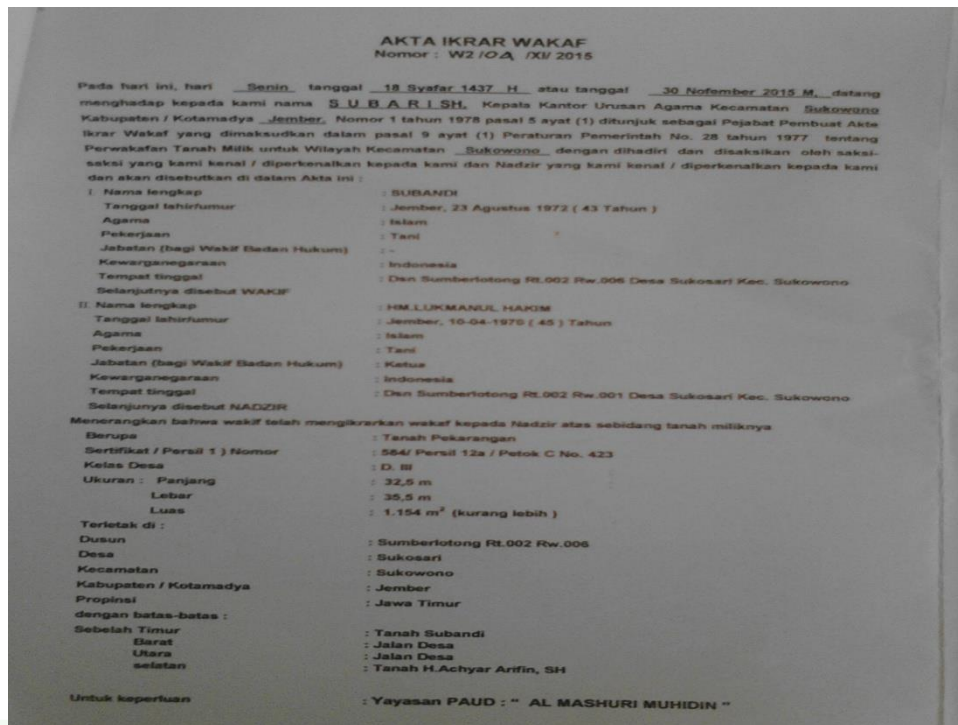 AKTA IKRAR WAKAF
Nomor : W2 /02 /XI/ 2015
Pada hari ini, hari Senin tanggal 18 Syafar 1437 H atau tanggal 30 Nofember 2015 M, datang
menghadap kepada kami nama S U B A R I SH, Kepala Kantor Urusan Agama Kecamatan Sukowono
Kabupaten / Kotamadya Jember. Nomor 1 tahun 1978 pasal 5 ayat (1) ditunjuk sebagai Pejabat Pembuat Akte
Ikrar Wakaf yang dimaksudkan dalam pasal 9 ayat (1) Peraturan Pemerintah No. 28 tahun 1977 tentang
Perwakafan Tanah Milik untuk Wilayah Kecamatan Sukowono dengan dihadiri dan disaksikan oleh saksi-
saksi yang kami kenal / diperkenalkan kepada kami dan Nadzir yang kami kenal / diperkenalkan kepada kami
dan akan disebutkan di dalam Akta ini :
I. Nama lengkap : SUBANDI
Tanggal lahir/umur : Jember, 23 Agustus 1972 ( 43 Tahun )
Agama : Islam
Pekerjaan : Tani
Jabatan (bagi Wakif Badan Hukum) : -
Kewarganegaraan : Indonesia
Tempat tinggal : Dsn Sumberlotong Rt.002 Rw.006 Desa Sukosari Kec. Sukowono
Selanjutnya disebut WAKIF
II. Nama lengkap : HM.LUKMANUL HAKIM
Tanggal lahir/umur : Jember, 10-04-1970 ( 45 ) Tahun
Agama : Islam
Pekerjaan : Tani
Jabatan (bagi Wakif Badan Hukum) : Ketua
Kewarganegaraan : Indonesia
Tempat tinggal : Dsn Sumberlotong Rt.002 Rw.001 Desa Sukosari Kec. Sukowono
Selanjunya disebut NADZIR
Menerangkan bahwa wakif telah mengikrarkan wakaf kepada Nadzir atas sebidang tanah miliknya
Berupa : Tanah Pekarangan
Sertifikat / Persil 1 ) Nomor : 564/ Persil 12a / Petok C No. 423
Kelas Desa : D. III
Ukuran : Panjang : 32,5 m
Lebar : 35,5 m
Luas : 1.154 m² (kurang lebih )
Terletak di :
Dusun : Sumberlotong Rt.002 Rw.006
Desa : Sukosari
Kecamatan : Sukowono
Kabupaten / Kotamadya : Jember
Propinsi : Jawa Timur
dengan batas-batas :
Sebelah Timur : Tanah Subandi
Barat : Jalan Desa
Utara : Jalan Desa
selatan : Tanah H.Achyar Arifin, SH
Untuk keperluan : Yayasan PAUD : " AL MASHURI MUHIDIN "